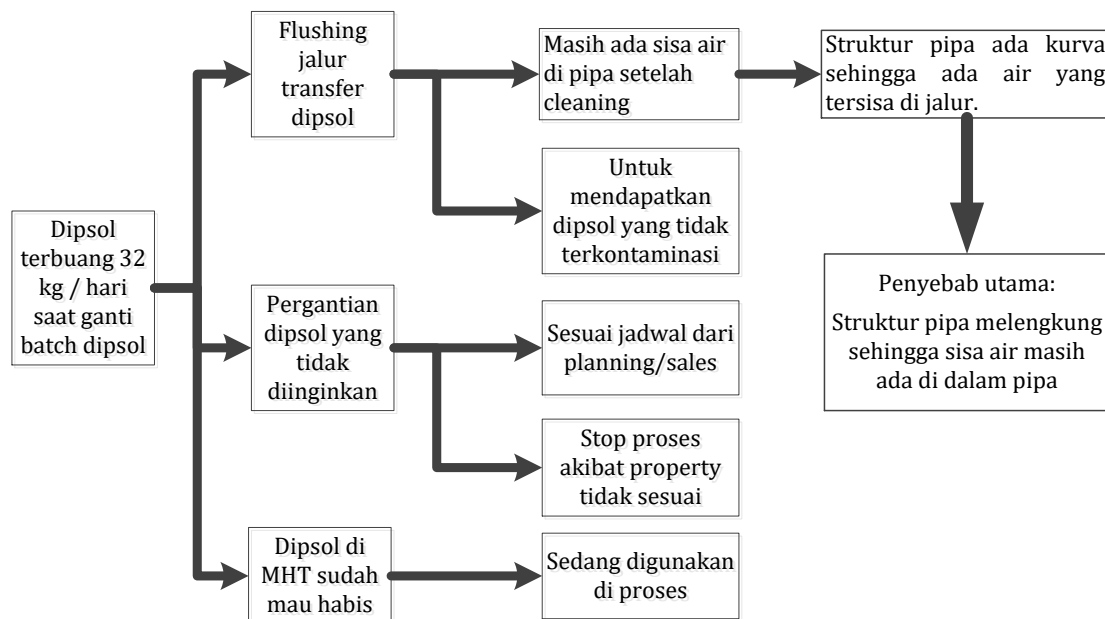 Dipsol
terbuang 32
kg / hari
saat ganti
batch dipsol
Flushing
jalur
transfer
dipsol
Masih ada sisa air
di pipa setelah
cleaning
Struktur pipa ada kurva
sehingga ada air yang
tersisa di jalur.
Untuk
mendapatkan
dipsol yang tidak
terkontaminasi
Penyebab utama:
Struktur pipa melengkung
sehingga sisa air masih
ada di dalam pipa
Pergantian
dipsol yang
tidak
diinginkan
Sesuai jadwal dari
planning/sales
Stop proses
akibat property
tidak sesuai
Dipsol di
MHT sudah
mau habis
Sedang digunakan
di proses